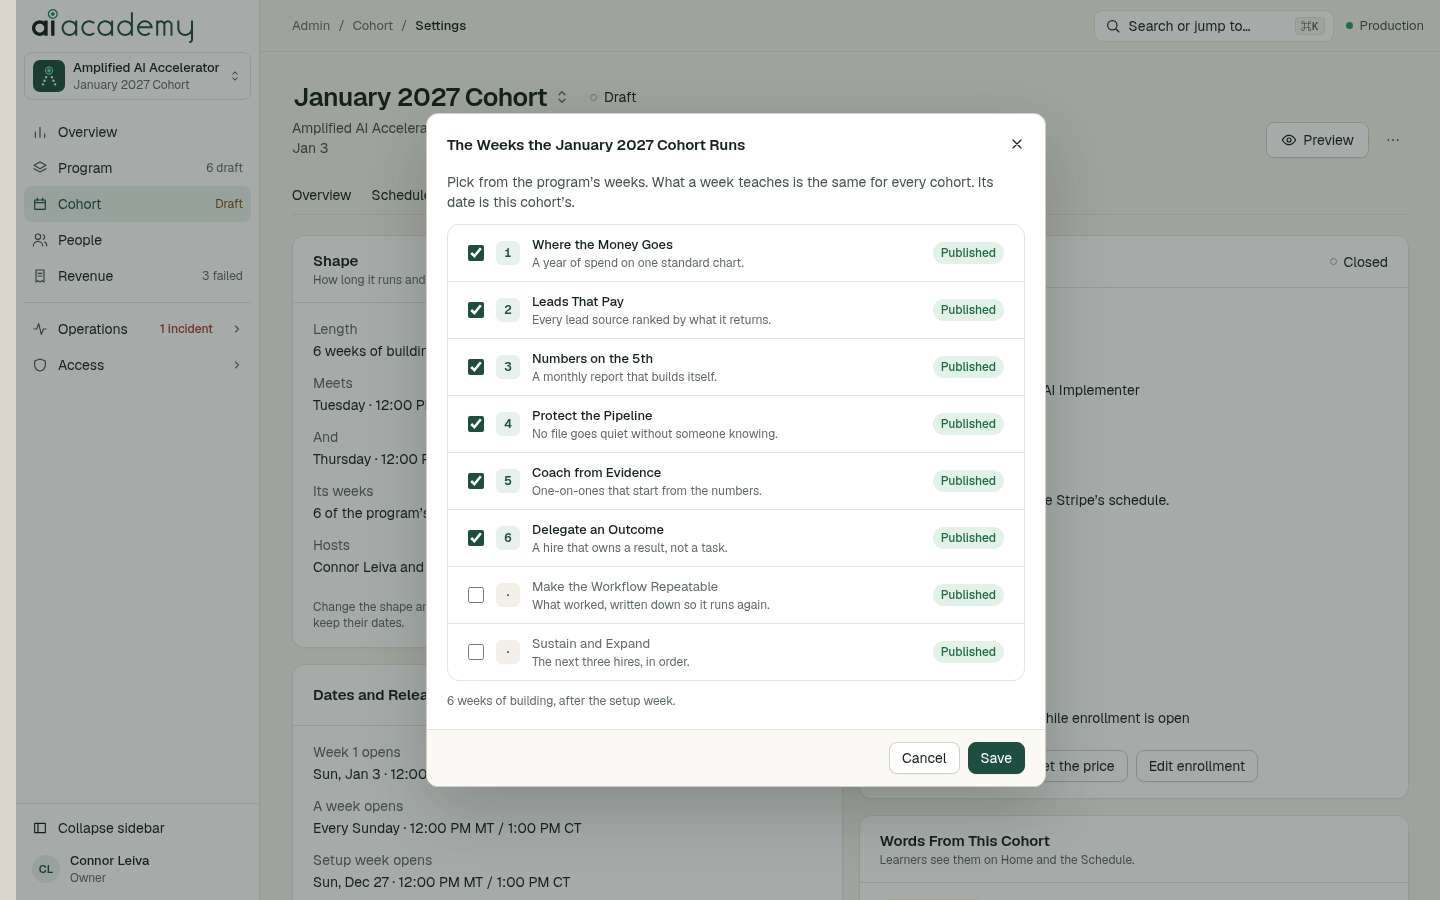 ai academy
Amplified AI Accelerator
January 2027 Cohort
Overview
Program
6 draft
Cohort
Draft
People
Revenue
3 failed
Operations
1 incident
Access
Collapse sidebar
CL
Connor Leiva
Owner
Admin / Cohort / Settings
Search or jump to…
⌘K
Production
January 2027 Cohort
Draft
Amplified AI Accelera
Jan 3
Preview
Overview
Schedule
Shape
How long it runs and
Length
6 weeks of buildin
Meets
Tuesday · 12:00 P
And
Thursday · 12:00 P
Its weeks
6 of the program's
Hosts
Connor Leiva and
Change the shape an
keep their dates.
Dates and Relea
Week 1 opens
Sun, Jan 3 · 12:00
A week opens
Every Sunday · 12:00 PM MT / 1:00 PM CT
Setup week opens
Sun, Dec 27 · 12:00 PM MT / 1:00 PM CT
The Weeks the January 2027 Cohort Runs
Pick from the program's weeks. What a week teaches is the same for every cohort. Its
date is this cohort's.
1
Where the Money Goes
A year of spend on one standard chart.
Published
2
Leads That Pay
Every lead source ranked by what it returns.
Published
3
Numbers on the 5th
A monthly report that builds itself.
Published
4
Protect the Pipeline
No file goes quiet without someone knowing.
Published
5
Coach from Evidence
One-on-ones that start from the numbers.
Published
6
Delegate an Outcome
A hire that owns a result, not a task.
Published
·
Make the Workflow Repeatable
What worked, written down so it runs again.
Published
·
Sustain and Expand
The next three hires, in order.
Published
6 weeks of building, after the setup week.
Cancel
Save
Closed
AI Implementer
e Stripe's schedule.
hile enrollment is open
et the price
Edit enrollment
Words From This Cohort
Learners see them on Home and the Schedule.